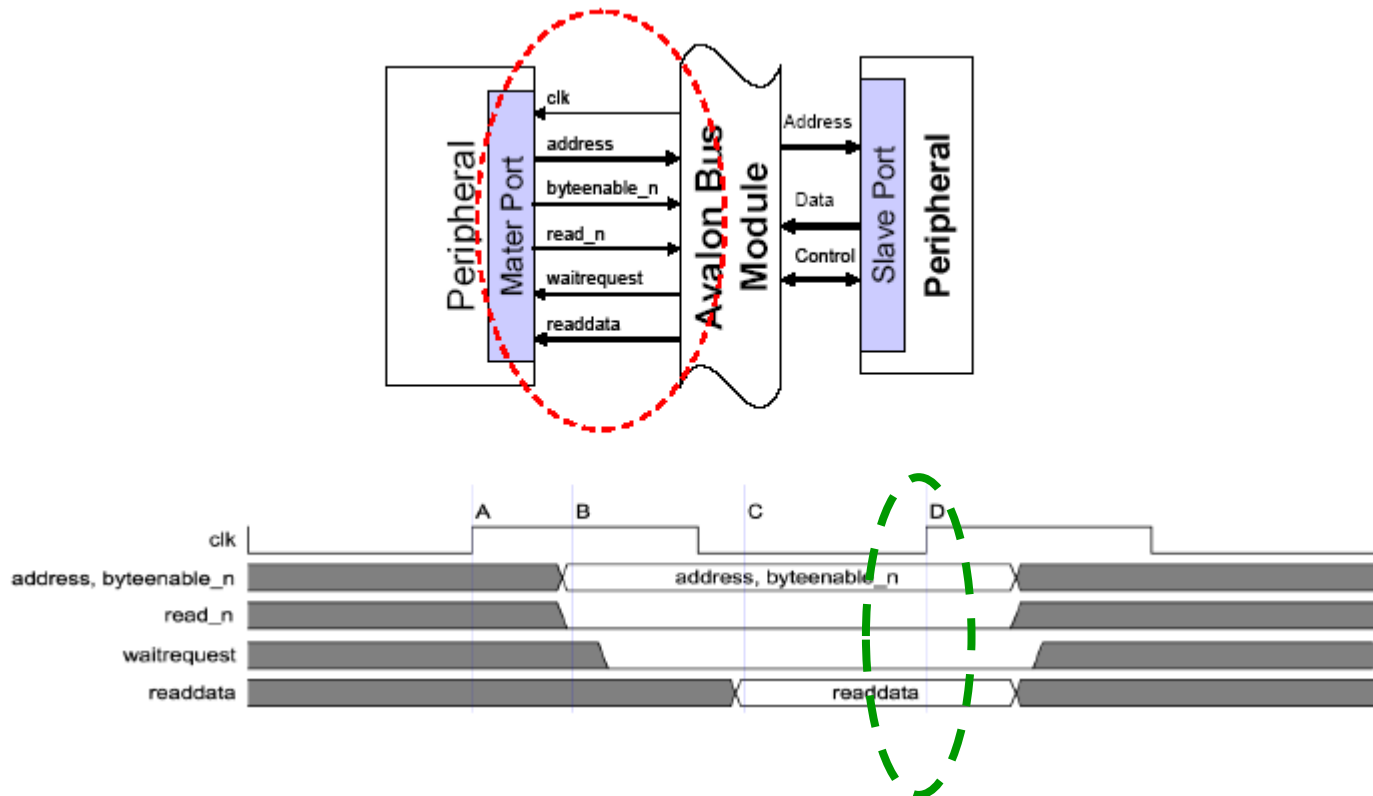 Peripheral
Mater Port
clk
address
byteenable_n
read_n
waitrequest
readdata
Avalon Bus
Module
Address
Data
Control
Slave Port
Peripheral
A B C D
clk
address, byteenable_n address, byteenable_n
read_n
waitrequest
readdata readdata